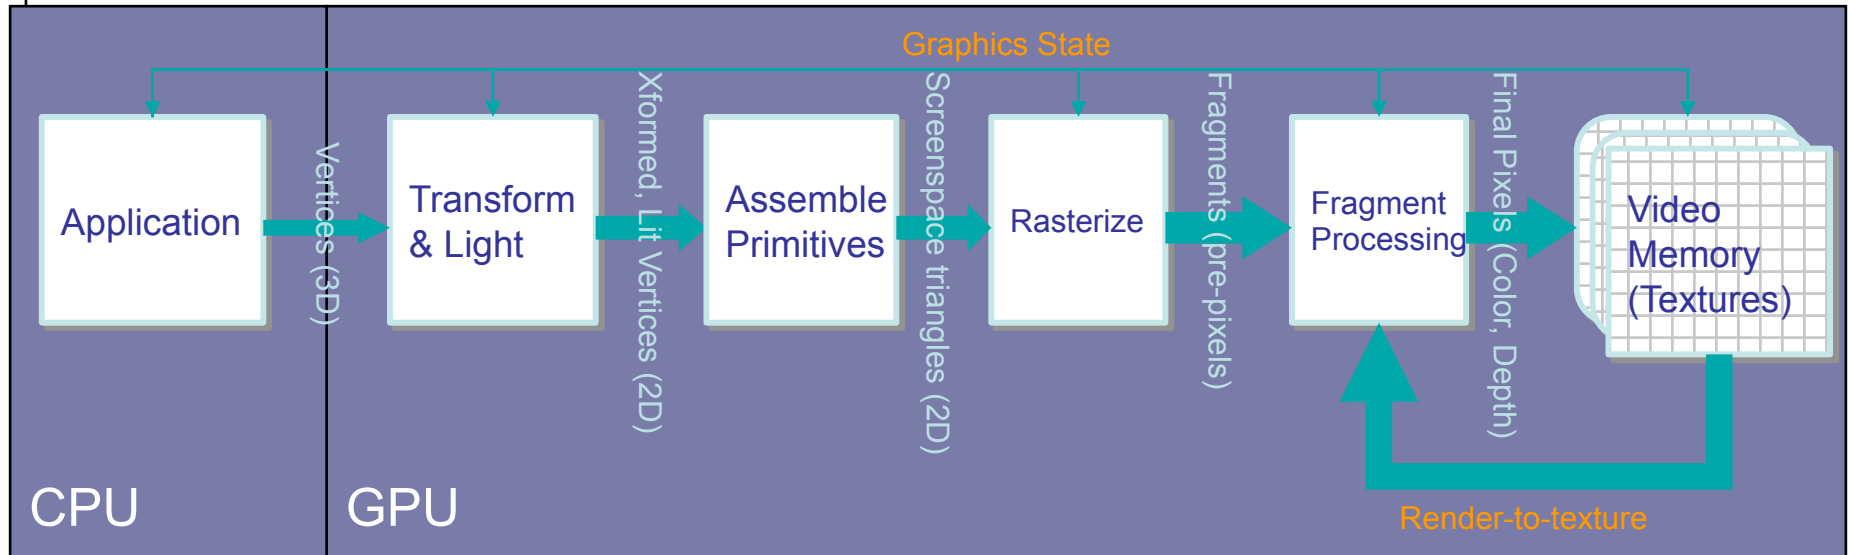 Graphics State
Application
Vertices (3D)
Transform
& Light
Xformed, Lit Vertices (2D)
Assemble
Primitives
Screenspace triangles (2D)
Rasterize
Fragments (pre-pixels)
Fragment
Processing
Final Pixels (Color, Depth)
Video
Memory
(Textures)
CPU
GPU
Render-to-texture